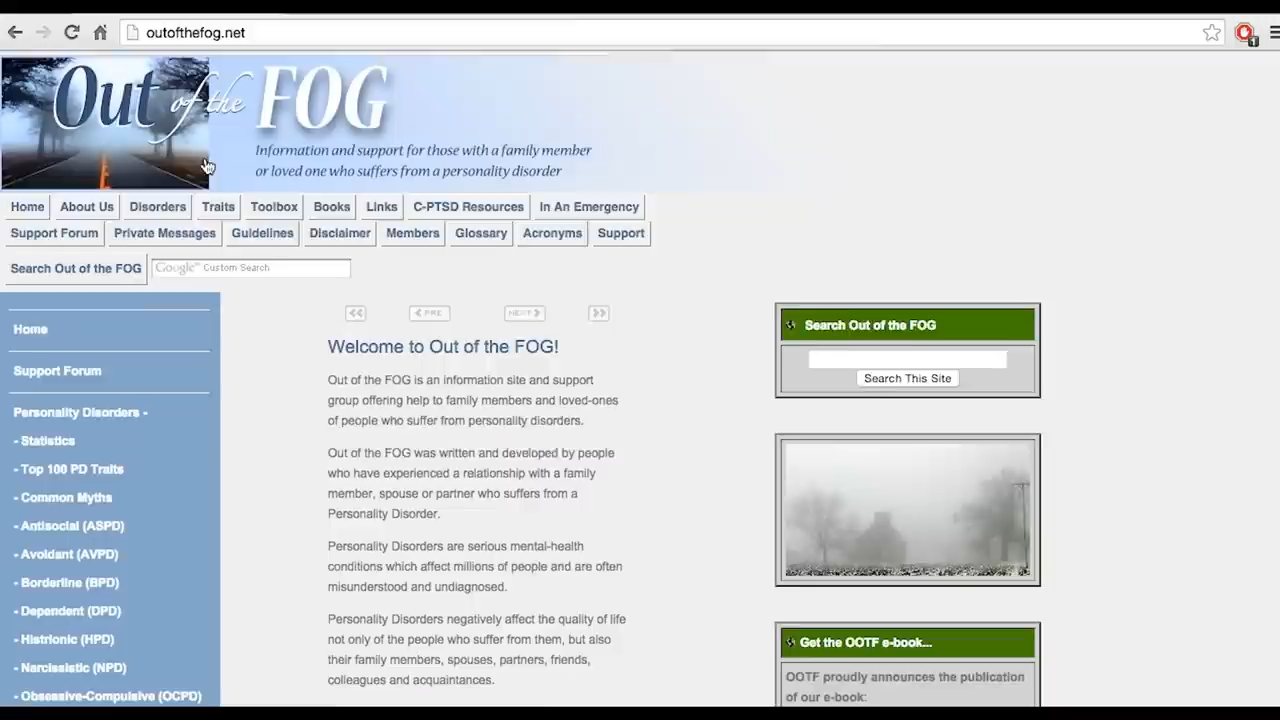 outofthefog.net
1
Out of the FOG
Information and support for those with a family member
or loved one who suffers from a personality disorder
Home About Us Disorders Traits Toolbox Books Links C-PTSD Resources In An Emergency
Support Forum Private Messages Guidelines Disclaimer Members Glossary Acronyms Support
Search Out of the FOG Google™ Custom Search
Home
Support Forum
Personality Disorders -
- Statistics
- Top 100 PD Traits
- Common Myths
- Antisocial (ASPD)
- Avoidant (AVPD)
- Borderline (BPD)
- Dependent (DPD)
- Histrionic (HPD)
- Narcissistic (NPD)
- Obsessive-Compulsive (OCPD)
PRE NEXT
Welcome to Out of the FOG!
Out of the FOG is an information site and support
group offering help to family members and loved-ones
of people who suffer from personality disorders.
Out of the FOG was written and developed by people
who have experienced a relationship with a family
member, spouse or partner who suffers from a
Personality Disorder.
Personality Disorders are serious mental-health
conditions which affect millions of people and are often
misunderstood and undiagnosed.
Personality Disorders negatively affect the quality of life
not only of the people who suffer from them, but also
their family members, spouses, partners, friends,
colleagues and acquaintances.
Search Out of the FOG
Search This Site
Get the OOTF e-book...
OOTF proudly announces the publication
of our e-book: